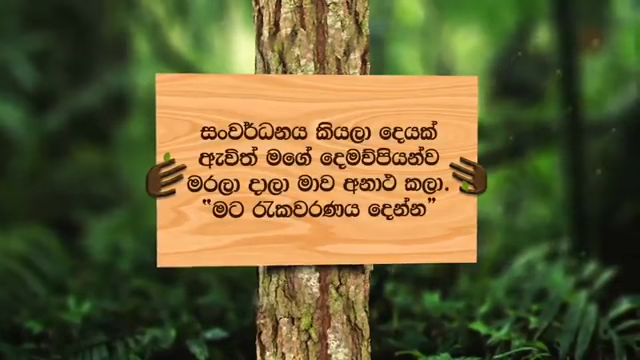 සංවර්ධනය කියලා දෙයක්
ඇවිත් මගේ දෙමව්පියන්ව
මරලා දාලා මාව අනාථ කලා.
“මට රැකවරණය දෙන්න”